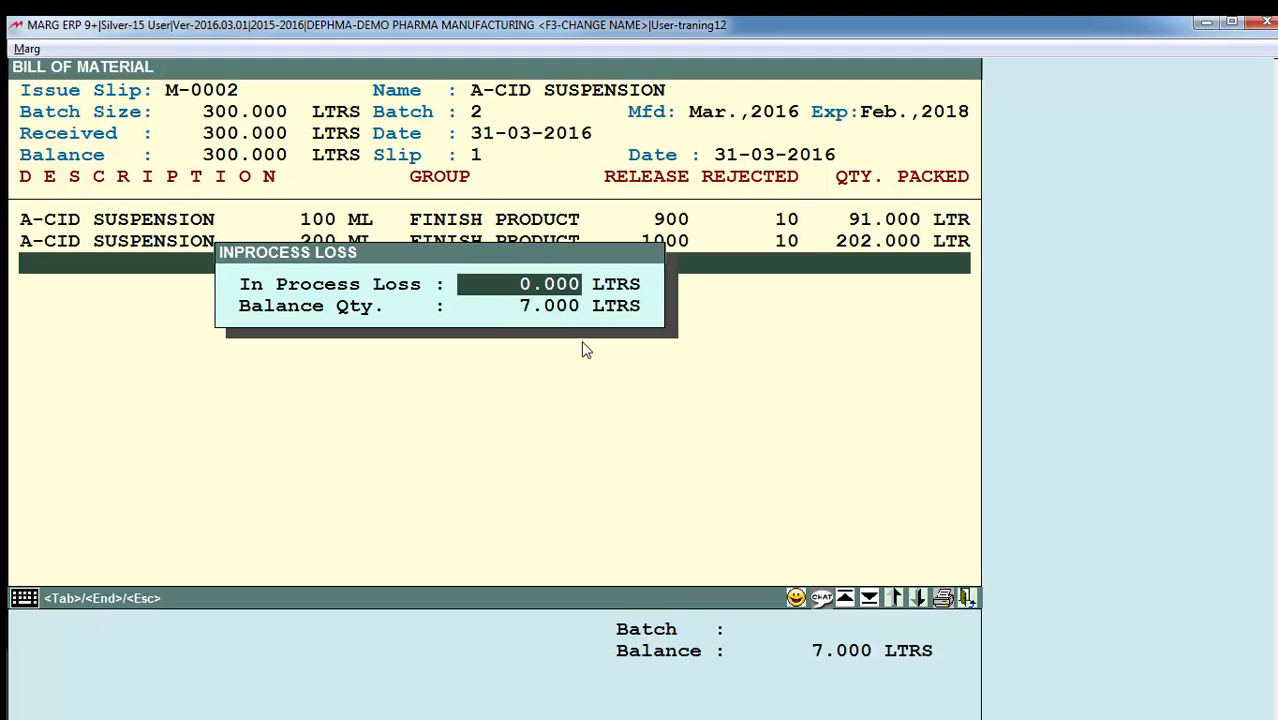 MARG ERP 9+|Silver-15 User|Ver-2016.03.01|2015-2016|DEPHMA-DEMO PHARMA MANUFACTURING <F3-CHANGE NAME>|User-traning12
Marg
BILL OF MATERIAL
Issue Slip: M-0002 Name : A-CID SUSPENSION
Batch Size: 300.000 LTRS Batch : 2 Mfd: Mar.,2016 Exp:Feb.,2018
Received : 300.000 LTRS Date : 31-03-2016
Balance : 300.000 LTRS Slip : 1 Date : 31-03-2016
D E S C R I P T I O N GROUP RELEASE REJECTED QTY. PACKED
A-CID SUSPENSION 100 ML FINISH PRODUCT 900 10 91.000 LTR
A-CID SUSPENSION 200 ML FINISH PRODUCT 1000 10 202.000 LTR
INPROCESS LOSS
In Process Loss : 0.000 LTRS
Balance Qty. : 7.000 LTRS
<Tab>/<End>/<Esc> CHAT
Batch :
Balance : 7.000 LTRS